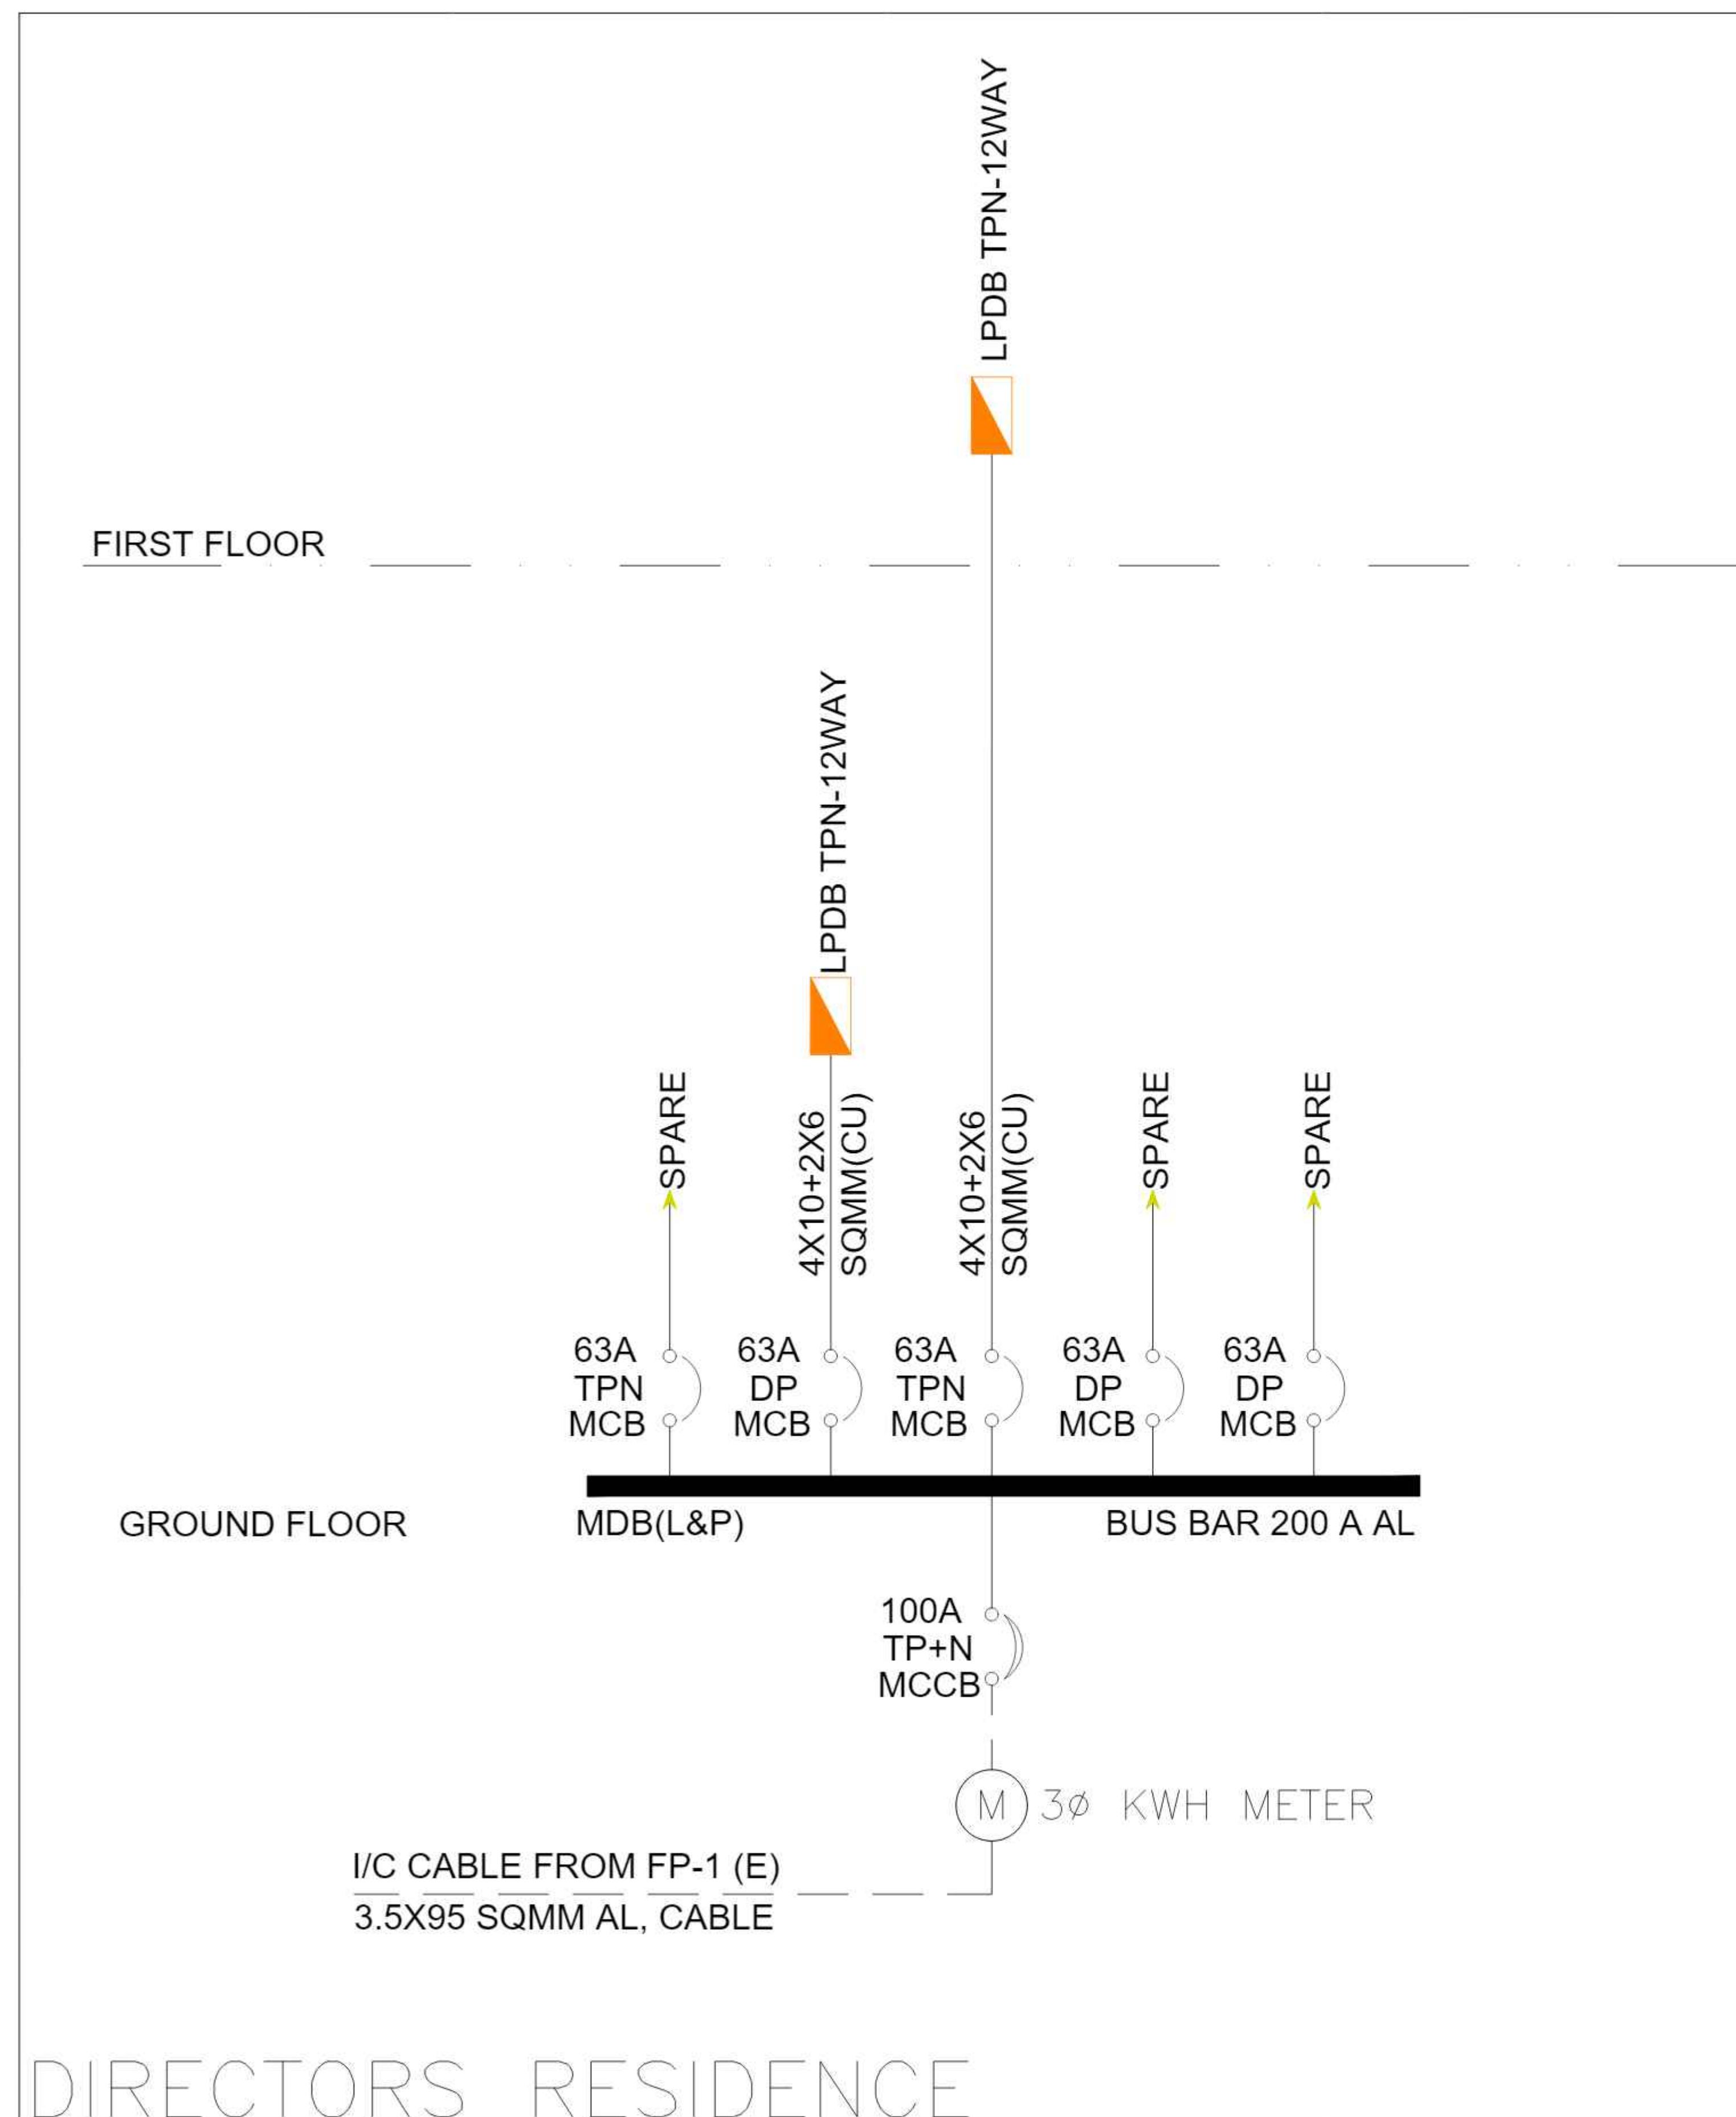 LPDB TPN-12WAY
FIRST FLOOR
LPDB TPN-12WAY
SPARE
4X10+2X6
SQMM(CU)
4X10+2X6
SQMM(CU)
SPARE
SPARE
63A
TPN
MCB
63A
DP
MCB
63A
TPN
MCB
63A
DP
MCB
63A
DP
MCB
GROUND FLOOR
MDB(L&P)
BUS BAR 200 A AL
100A
TP+N
MCCB
M
3ø KWH METER
I/C CABLE FROM FP-1 (E)
3.5X95 SQMM AL, CABLE
DIRECTORS RESIDENCE